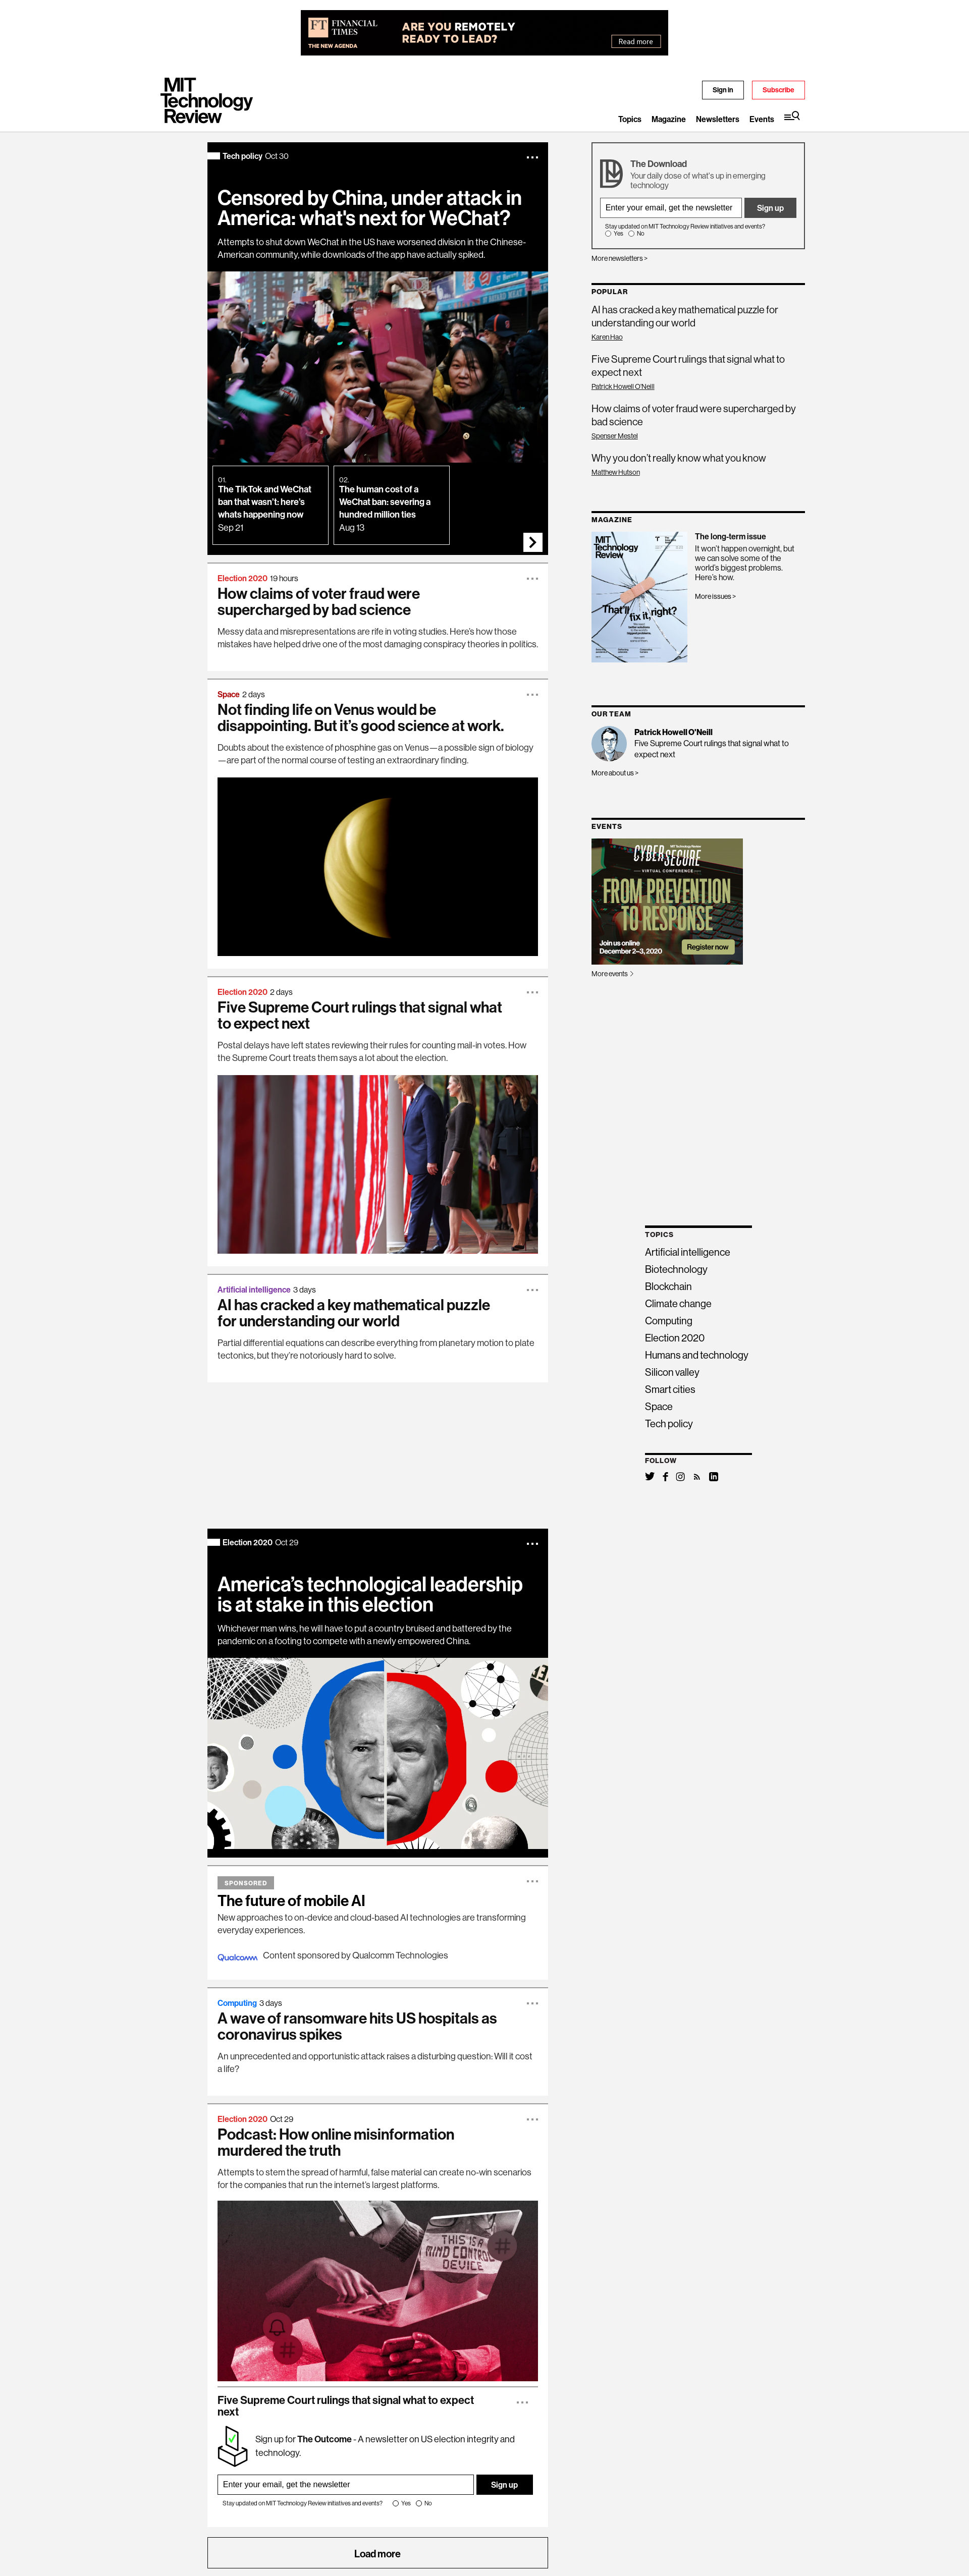 FT FINANCIAL
TIMES
THE NEW AGENDA
ARE YOU REMOTELY
READY TO LEAD?
Read more
MIT
Technology
Review
Sign in
Subscribe
Topics
Magazine
Newsletters
Events
Tech policy Oct 30
Censored by China, under attack in
America: what's next for WeChat?
Attempts to shut down WeChat in the US have worsened division in the Chinese-
American community, while downloads of the app have actually spiked.
01.
The TikTok and WeChat
ban that wasn't: here's
whats happening now
Sep 21
02.
The human cost of a
WeChat ban: severing a
hundred million ties
Aug 13
Election 2020 19 hours
How claims of voter fraud were
supercharged by bad science
Messy data and misrepresentations are rife in voting studies. Here's how those
mistakes have helped drive one of the most damaging conspiracy theories in politics.
Space 2 days
Not finding life on Venus would be
disappointing. But it’s good science at work.
Doubts about the existence of phosphine gas on Venus—a possible sign of biology
—are part of the normal course of testing an extraordinary finding.
Election 2020 2 days
Five Supreme Court rulings that signal what
to expect next
Postal delays have left states reviewing their rules for counting mail-in votes. How
the Supreme Court treats them says a lot about the election.
Artificial intelligence 3 days
AI has cracked a key mathematical puzzle
for understanding our world
Partial differential equations can describe everything from planetary motion to plate
tectonics, but they’re notoriously hard to solve.
Election 2020 Oct 29
America’s technological leadership
is at stake in this election
Whichever man wins, he will have to put a country bruised and battered by the
pandemic on a footing to compete with a newly empowered China.
SPONSORED
The future of mobile AI
New approaches to on-device and cloud-based AI technologies are transforming
everyday experiences.
Qualcomm Content sponsored by Qualcomm Technologies
Computing 3 days
A wave of ransomware hits US hospitals as
coronavirus spikes
An unprecedented and opportunistic attack raises a disturbing question: Will it cost
a life?
Election 2020 Oct 29
Podcast: How online misinformation
murdered the truth
Attempts to stem the spread of harmful, false material can create no-win scenarios
for the companies that run the internet’s largest platforms.
THIS IS A
MIND CONTROL
DEVICE
#
#
Five Supreme Court rulings that signal what to expect
next
Sign up for The Outcome - A newsletter on US election integrity and
technology.
Enter your email, get the newsletter
Sign up
Stay updated on MIT Technology Review initiatives and events? Yes No
Load more
The Download
Your daily dose of what's up in emerging
technology
Enter your email, get the newsletter
Sign up
Stay updated on MIT Technology Review initiatives and events?
Yes No
More newsletters >
POPULAR
AI has cracked a key mathematical puzzle for
understanding our world
Karen Hao
Five Supreme Court rulings that signal what to
expect next
Patrick Howell O'Neill
How claims of voter fraud were supercharged by
bad science
Spenser Mestel
Why you don’t really know what you know
Matthew Hutson
MAGAZINE
MIT
Technology
Review
That'll
fix it, right?
The long-term issue
It won’t happen overnight, but
we can solve some of the
world’s biggest problems.
Here’s how.
More issues >
OUR TEAM
Patrick Howell O'Neill
Five Supreme Court rulings that signal what to
expect next
More about us >
EVENTS
MIT Technology Review
CYBER
SECURE
VIRTUAL CONFERENCE
FROM PREVENTION
TO RESPONSE
Join us online
December 2–3, 2020
Register now
More events
TOPICS
Artificial intelligence
Biotechnology
Blockchain
Climate change
Computing
Election 2020
Humans and technology
Silicon valley
Smart cities
Space
Tech policy
FOLLOW